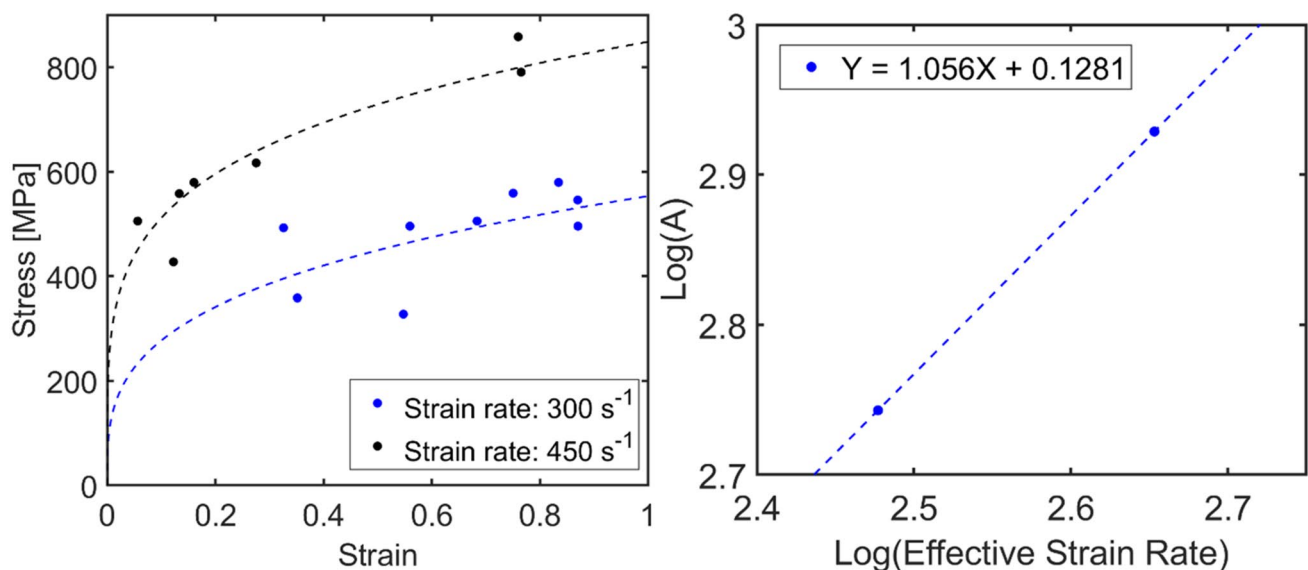 800
600
400
200
0
0
0.2
0.4
0.6
0.8
1
Stress [MPa]
Strain
Strain rate: 300 s⁻¹
Strain rate: 450 s⁻¹
3
2.9
2.8
2.7
2.4
2.5
2.6
2.7
Log(A)
Log(Effective Strain Rate)
Y = 1.056X + 0.1281